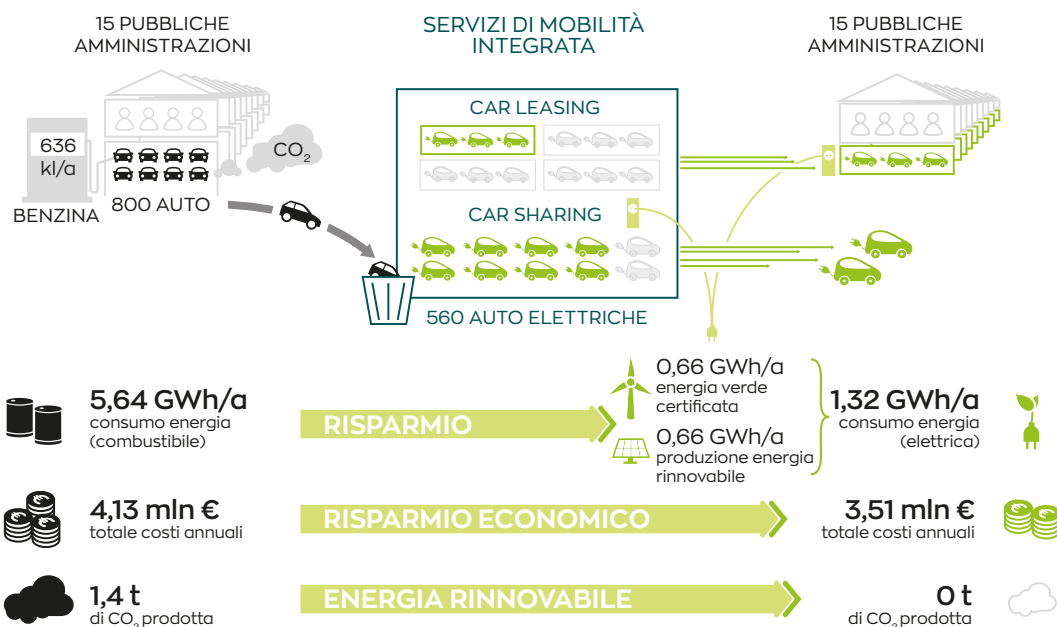 15 PUBBLICHE
AMMINISTRAZIONI
SERVIZI DI MOBILITÀ
INTEGRATA
15 PUBBLICHE
AMMINISTRAZIONI
636
kl/a
BENZINA
800 AUTO
CO₂
CAR LEASING
CAR SHARING
560 AUTO ELETTRICHE
5,64 GWh/a
consumo energia
(combustibile)
RISPARMIO
0,66 GWh/a
energia verde
certificata
0,66 GWh/a
produzione energia
rinnovabile
1,32 GWh/a
consumo energia
(elettrica)
4,13 mln €
totale costi annuali
RISPARMIO ECONOMICO
3,51 mln €
totale costi annuali
1,4 t
di CO₂ prodotta
ENERGIA RINNOVABILE
0 t
di CO₂ prodotta